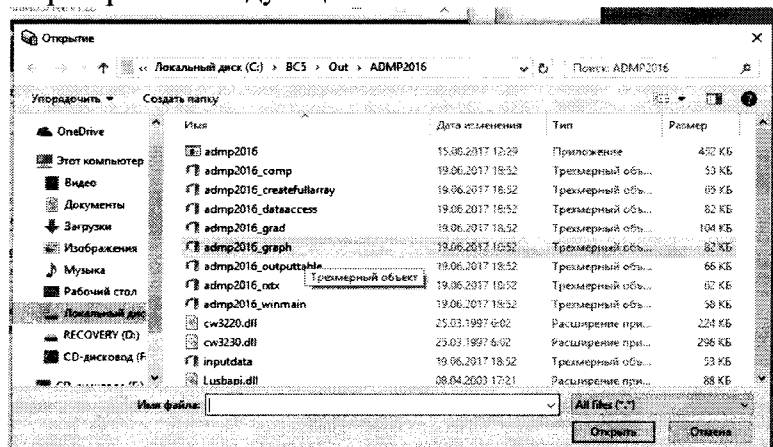 Открытие
Локальный диск (C:) › BC5 › Out › ADMP2016
Поиск: ADMP2016
Упорядочить Создать папку
Имя Дата изменения Тип Размер
OneDrive
Этот компьютер
Видео
Документы
Загрузки
Изображения
Музыка
Рабочий стол
Локальный дис
RECOVERY (D:)
CD-дисковод (F
admp2016 15.06.2017 12:29 Приложение 452 КБ
admp2016_comp 19.06.2017 18:52 Трехмерный объ... 53 КБ
admp2016_createfullarray 19.06.2017 18:52 Трехмерный объ... 65 КБ
admp2016_dataaccess 19.06.2017 18:52 Трехмерный объ... 82 КБ
admp2016_grad 19.06.2017 18:52 Трехмерный объ... 104 КБ
admp2016_graph 19.06.2017 18:52 Трехмерный объ... 82 КБ
admp2016_outputtable 19.06.2017 18:52 Трехмерный объ... 66 КБ
Трехмерный объект
19.06.2017 18:52 Трехмерный объ... 62 КБ
admp2016_winmain 19.06.2017 18:52 Трехмерный объ... 58 КБ
cw3220.dll 25.03.1997 6:02 Расширение при... 224 КБ
cw3230.dll 25.03.1997 6:02 Расширение при... 296 КБ
inputdata 19.06.2017 18:52 Трехмерный объ... 53 КБ
Lusbapi.dll 08.04.2003 17:21 Расширение при... 88 КБ
Имя файла: All Files (*.*)
Открыть Отмена